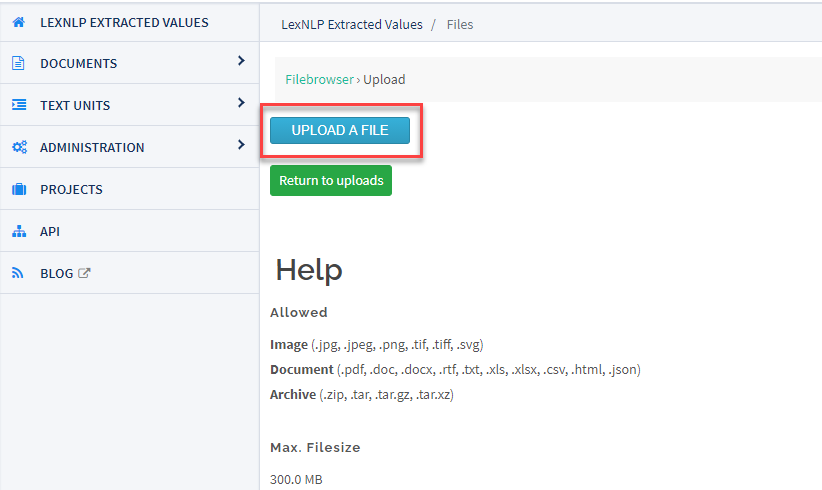 LEXNLP EXTRACTED VALUES
DOCUMENTS
TEXT UNITS
ADMINISTRATION
PROJECTS
API
BLOG
LexNLP Extracted Values / Files
Filebrowser › Upload
UPLOAD A FILE
Return to uploads
Help
Allowed
Image (.jpg, .jpeg, .png, .tif, .tiff, .svg)
Document (.pdf, .doc, .docx, .rtf, .txt, .xls, .xlsx, .csv, .html, .json)
Archive (.zip, .tar, .tar.gz, .tar.xz)
Max. Filesize
300.0 MB